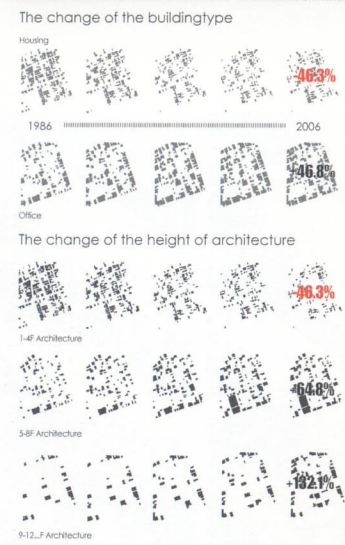 The change of the buildingtype
Housing
-46.3%
1986
2006
+46.8%
Office
The change of the height of architecture
-46.3%
1-4F Architecture
+64.8%
5-8F Architecture
+132.1%
9-12...F Architecture